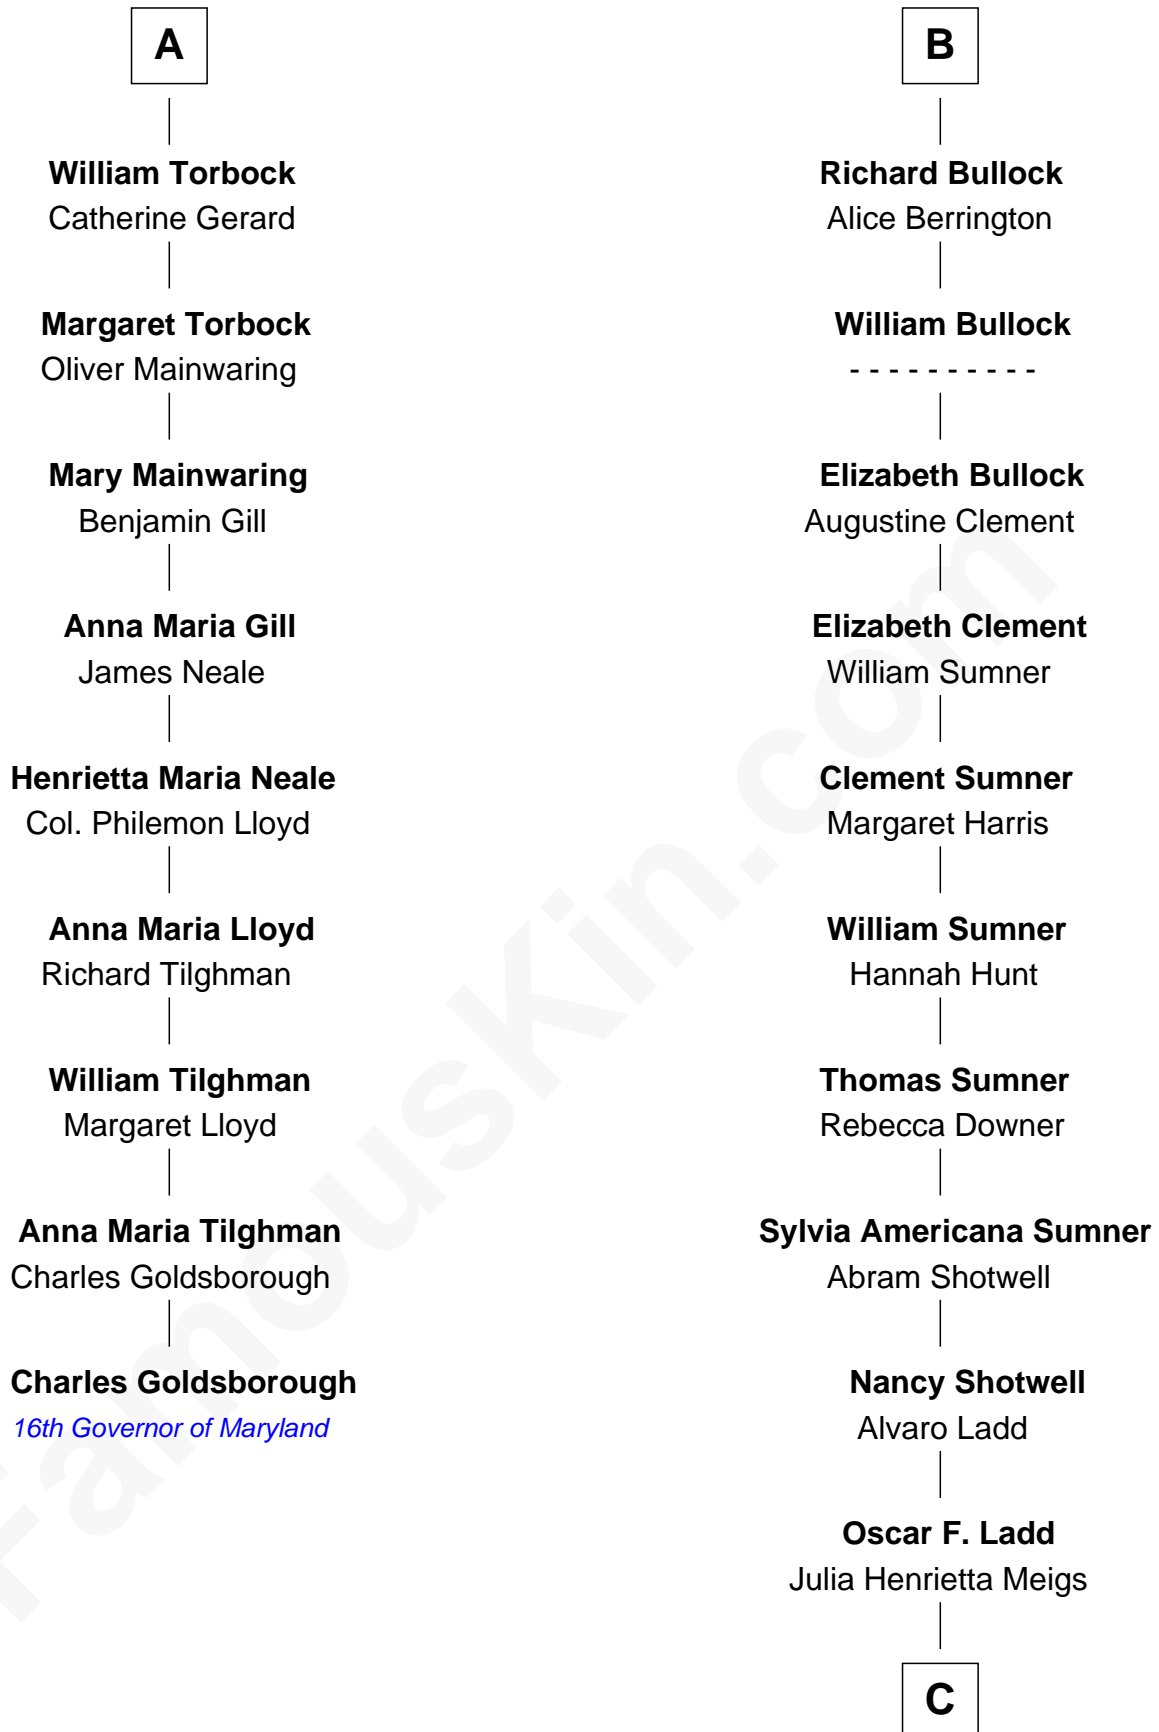 A
William Torbock
Catherine Gerard
Margaret Torbock
Oliver Mainwaring
Mary Mainwaring
Benjamin Gill
Anna Maria Gill
James Neale
Henrietta Maria Neale
Col. Philemon Lloyd
Anna Maria Lloyd
Richard Tilghman
William Tilghman
Margaret Lloyd
Anna Maria Tilghman
Charles Goldsborough
Charles Goldsborough
16th Governor of Maryland
B
Richard Bullock
Alice Berrington
William Bullock
- - - - - - - - - -
Elizabeth Bullock
Augustine Clement
Elizabeth Clement
William Sumner
Clement Sumner
Margaret Harris
William Sumner
Hannah Hunt
Thomas Sumner
Rebecca Downer
Sylvia Americana Sumner
Abram Shotwell
Nancy Shotwell
Alvaro Ladd
Oscar F. Ladd
Julia Henrietta Meigs
C
FamousKin.com